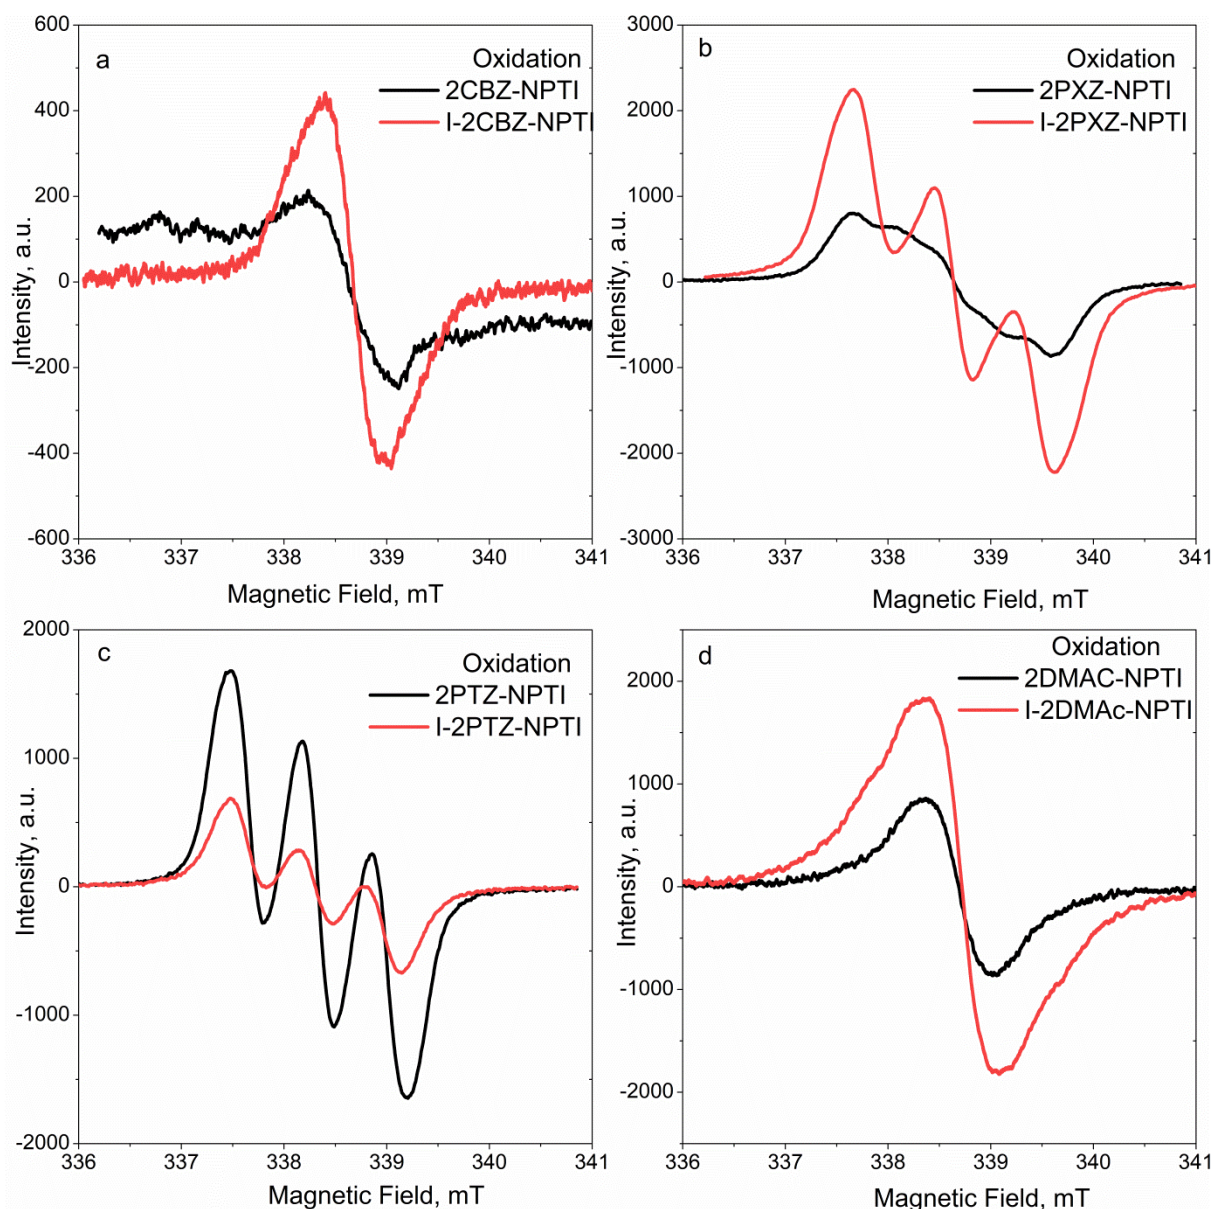 a
Oxidation
2CBZ-NPTI
I-2CBZ-NPTI
600
400
200
0
-200
-400
-600
Intensity, a.u.
336 337 338 339 340 341
Magnetic Field, mT
b
Oxidation
2PXZ-NPTI
I-2PXZ-NPTI
3000
2000
1000
0
-1000
-2000
-3000
Intensity, a.u.
336 337 338 339 340 341
Magnetic Field, mT
c
Oxidation
2PTZ-NPTI
I-2PTZ-NPTI
2000
1000
0
-1000
-2000
Intensity, a.u.
336 337 338 339 340 341
Magnetic Field, mT
d
Oxidation
2DMAC-NPTI
I-2DMAc-NPTI
2000
1000
0
-1000
-2000
Intensity, a.u.
336 337 338 339 340 341
Magnetic Field, mT